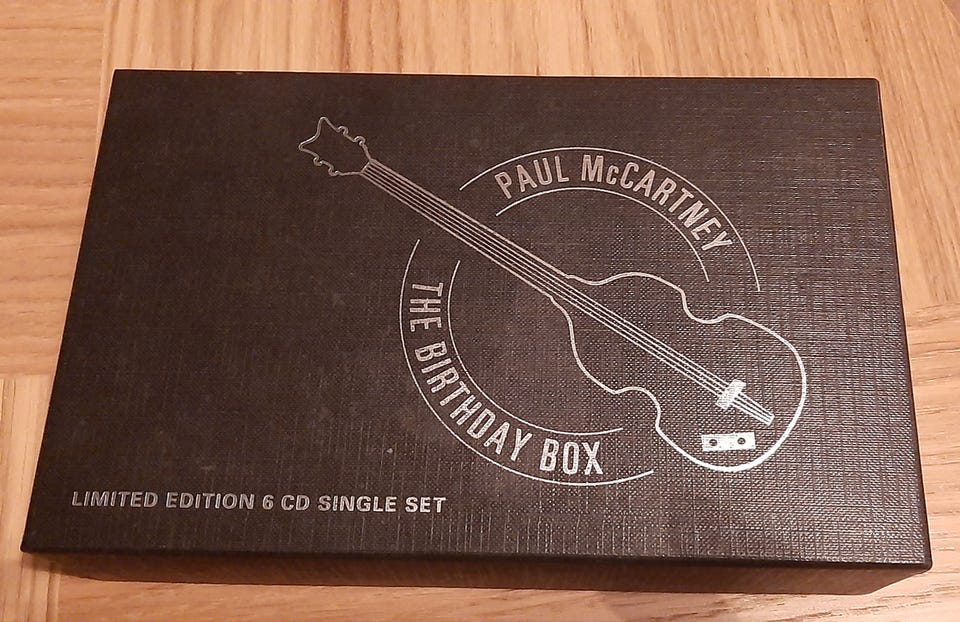 PAUL McCARTNEY
THE BIRTHDAY BOX
LIMITED EDITION 6 CD SINGLE SET